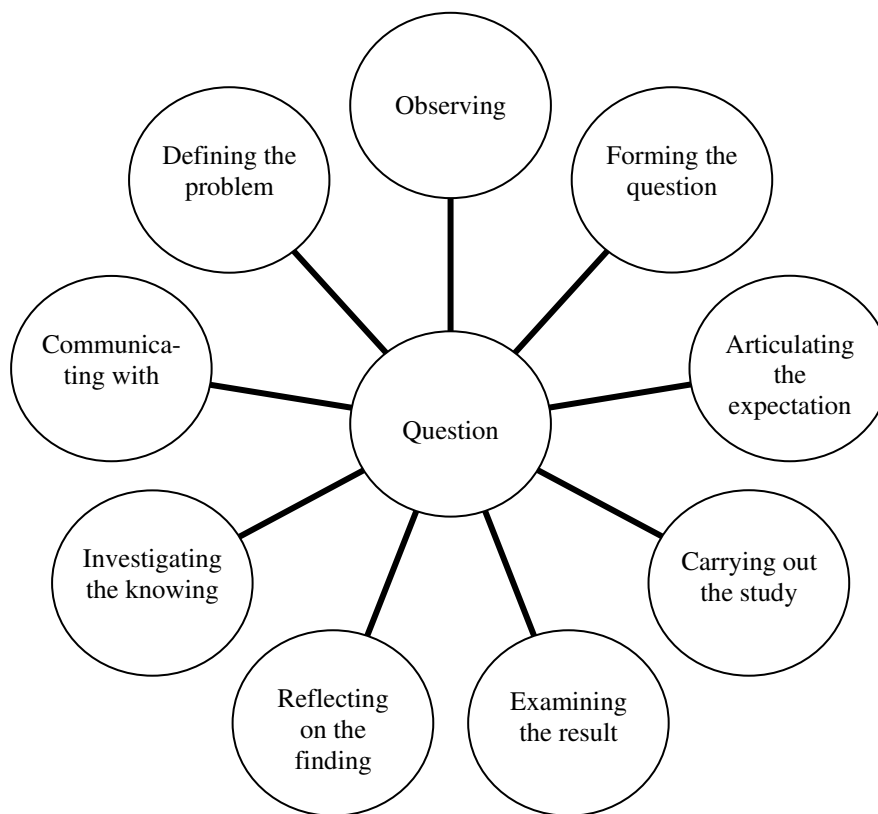 Observing
Defining the
problem
Forming the
question
Communica-
ting with
Articulating
the
expectation
Question
Investigating
the knowing
Carrying out
the study
Reflecting
on the
finding
Examining
the result